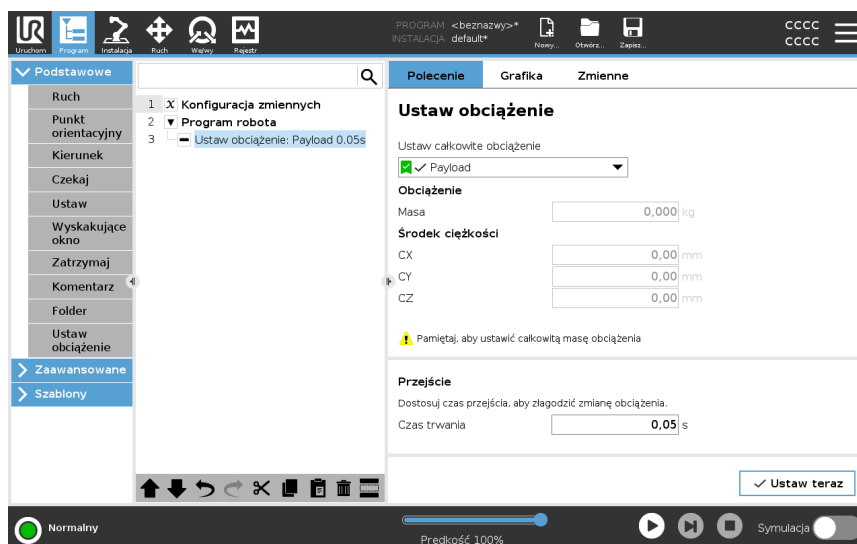 PROGRAM <beznazwy>*
INSTALACJA default*
Uruchom Program Instalacja Ruch We/wy Rejestr
Nowy... Otwórz... Zapisz...
CCCC
CCCC
Podstawowe
Ruch
Punkt
orientacyjny
Kierunek
Czekaj
Ustaw
Wyskakujące
okno
Zatrzymaj
Komentarz
Folder
Ustaw
obciążenie
Zaawansowane
Szablony
1 X Konfiguracja zmiennych
2 Program robota
3 Ustaw obciążenie: Payload 0.05s
Polecenie Grafika Zmienne
Ustaw obciążenie
Ustaw całkowite obciążenie
Payload
Obciążenie
Masa 0,000 kg
Środek ciężkości
CX 0,00 mm
CY 0,00 mm
CZ 0,00 mm
Pamiętaj, aby ustawić całkowitą masę obciążenia
Przejście
Dostosuj czas przejścia, aby złagodzić zmianę obciążenia.
Czas trwania 0,05 s
Ustaw teraz
Normalny
Prędkość 100%
Symulacja